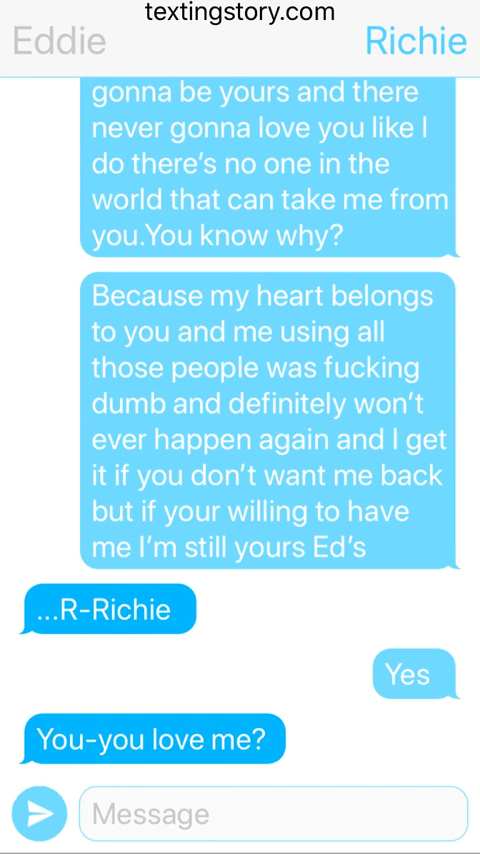 textingstory.com
Eddie
Richie
gonna be yours and there
never gonna love you like I
do there's no one in the
world that can take me from
you.You know why?
Because my heart belongs
to you and me using all
those people was fucking
dumb and definitely won't
ever happen again and I get
it if you don't want me back
but if your willing to have
me I'm still yours Ed's
...R-Richie
Yes
You-you love me?
Message